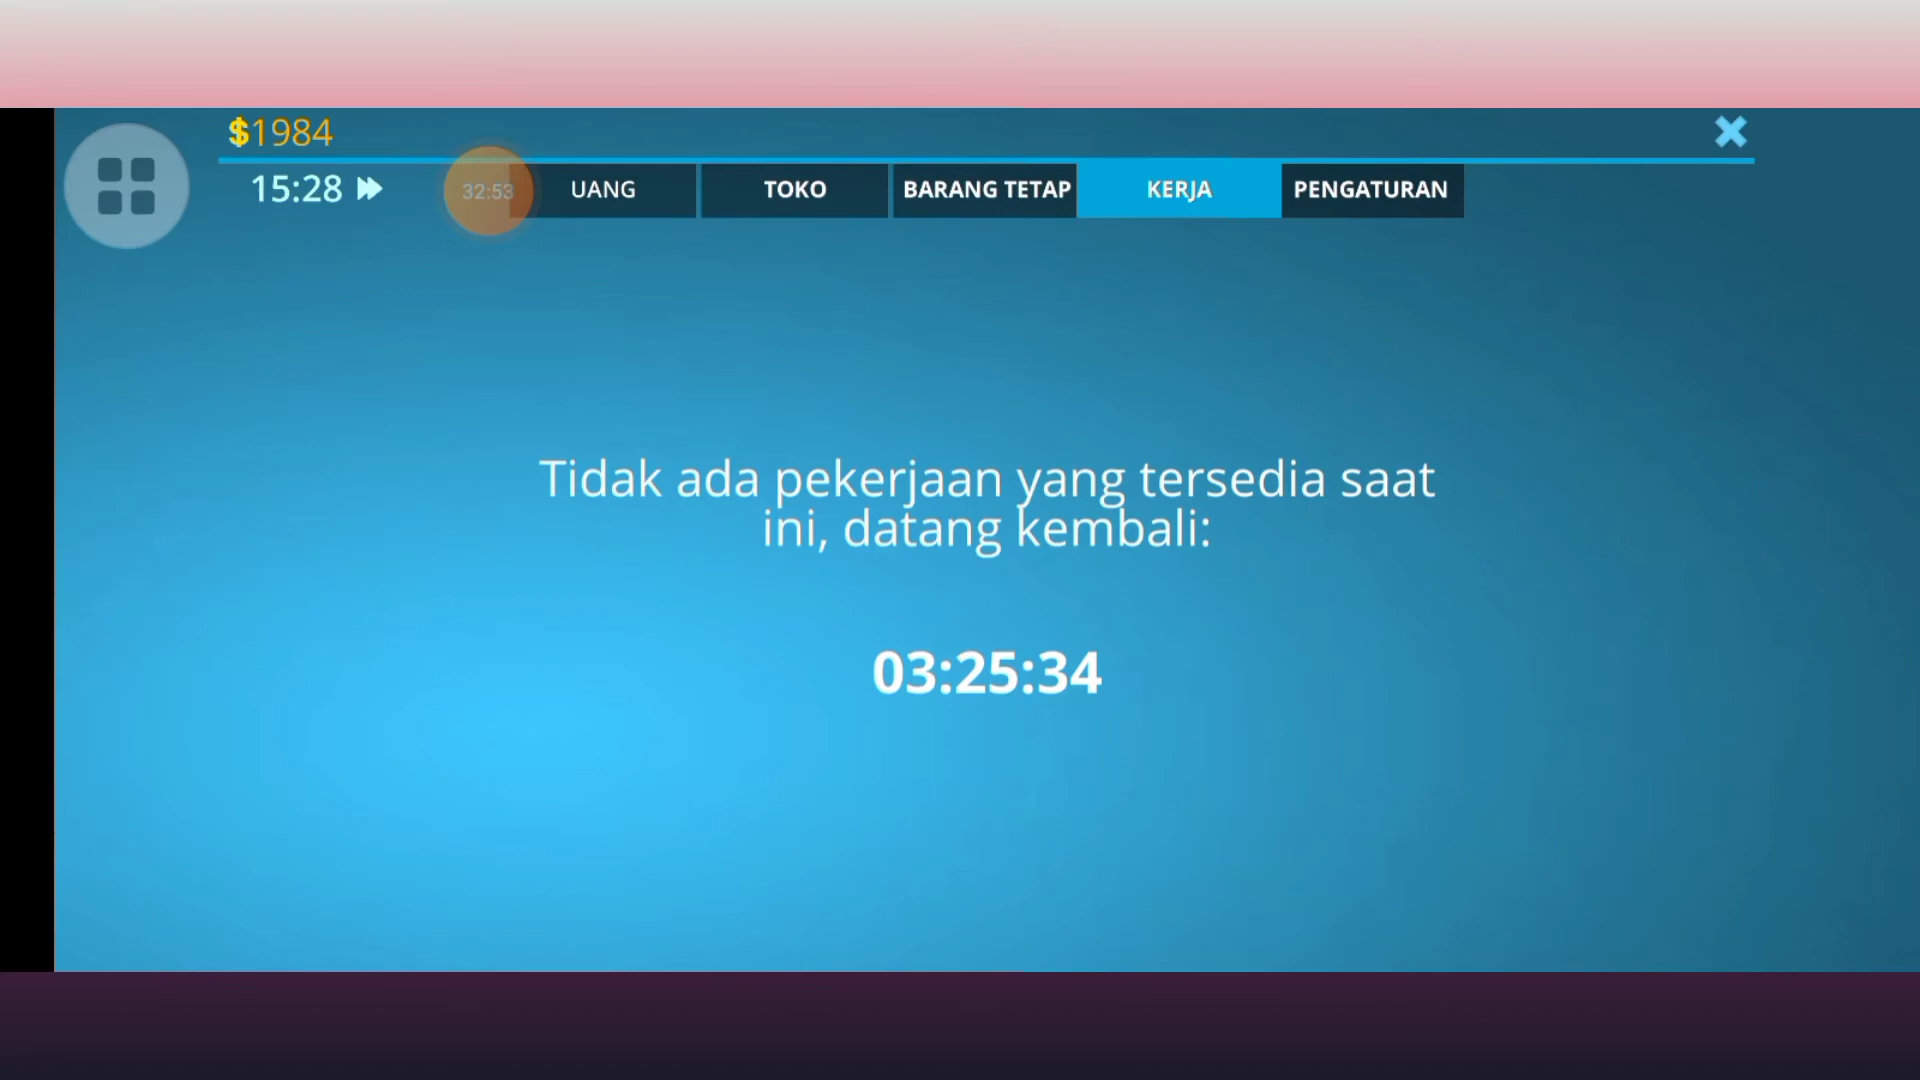 $1984
15:28
32:53
UANG
TOKO
BARANG TETAP
KERJA
PENGATURAN
Tidak ada pekerjaan yang tersedia saat
ini, datang kembali:
03:25:34